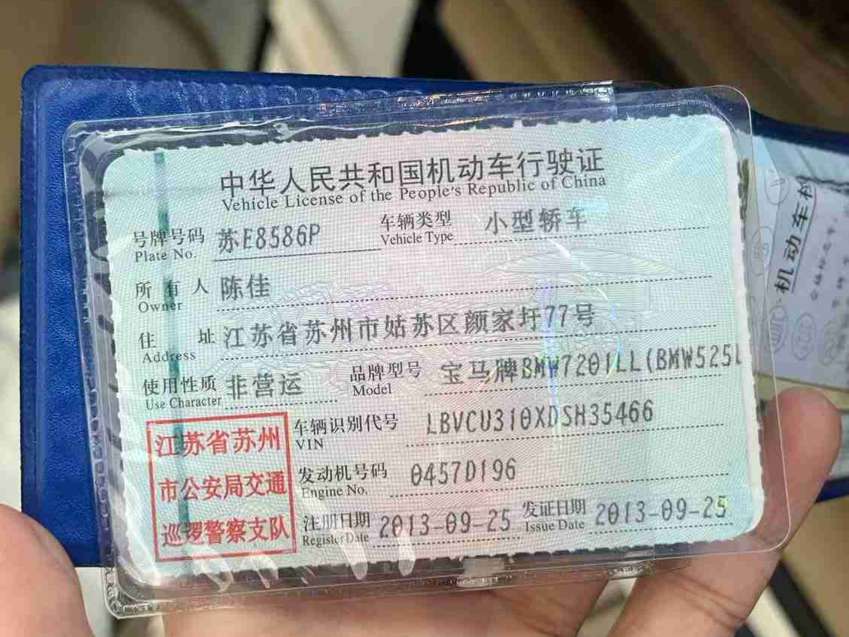 中华人民共和国机动车行驶证
Vehicle License of the People's Republic of China
号牌号码 苏E8586P 车辆类型 小型轿车
Plate No. Vehicle Type
所有人 陈佳
Owner
住址 江苏省苏州市姑苏区颜家圩77号
Address
使用性质 非营运 品牌型号 宝马牌BMW7201LL(BMW525L
Use Character Model
江苏省苏州
市公安局交通
巡逻警察支队
车辆识别代号 LBVCU310XDSH35466
VIN
发动机号码 0457D196
Engine No.
注册日期 2013-09-25 发证日期 2013-09-25
Register Date Issue Date
机动车检